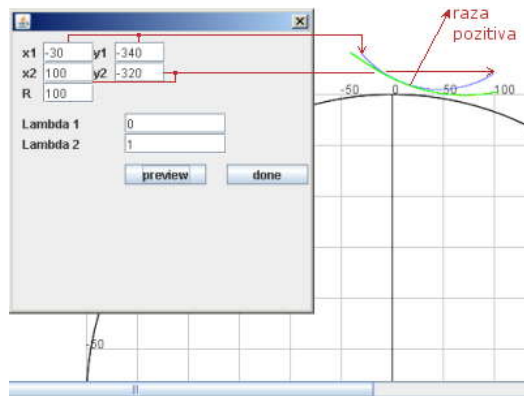 x1 -30 y1 -340
x2 100 y2 -320
R 100
Lambda 1 0
Lambda 2 1
preview done
raza
pozitiva
-50 0 50 100
-50